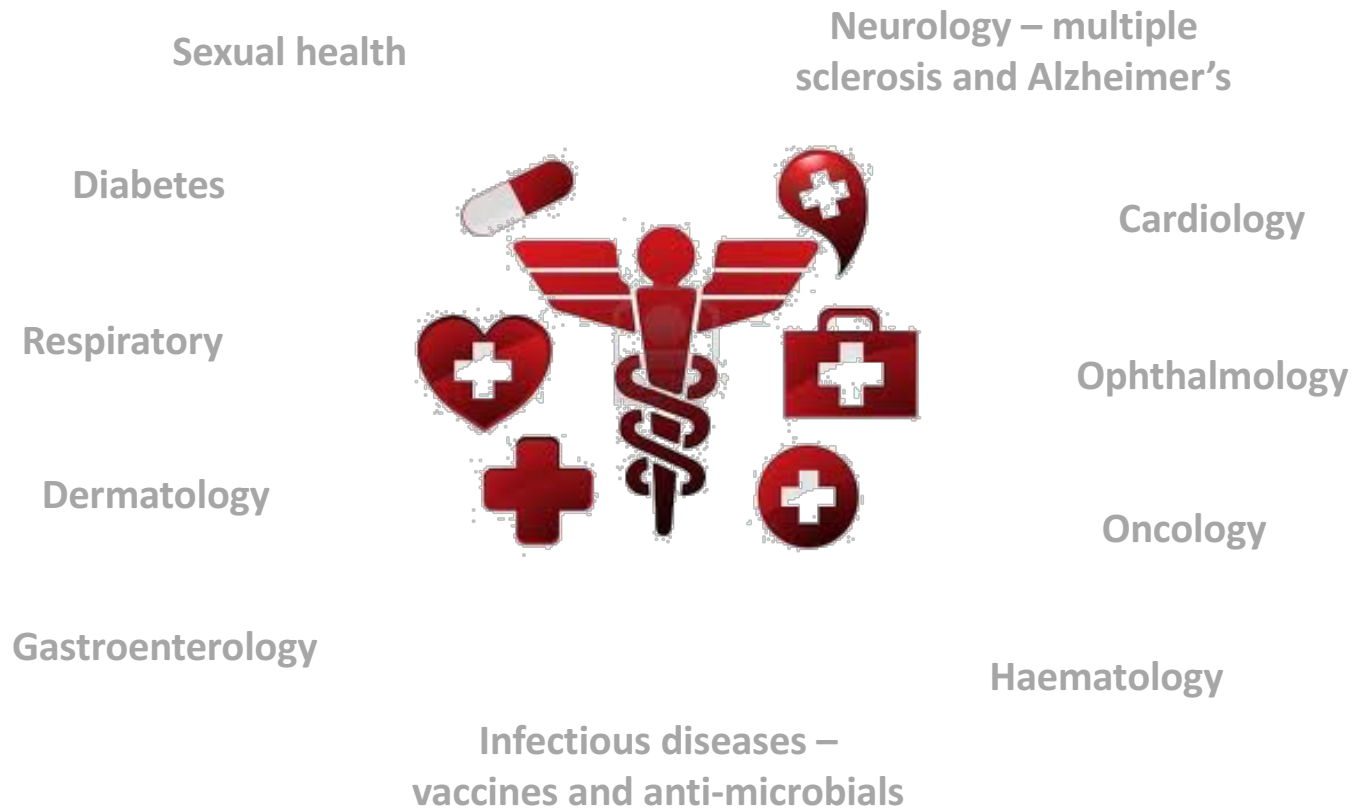 Sexual health
Neurology – multiple
sclerosis and Alzheimer’s
Diabetes
Cardiology
Respiratory
Ophthalmology
Dermatology
Oncology
Gastroenterology
Haematology
Infectious diseases –
vaccines and anti-microbials